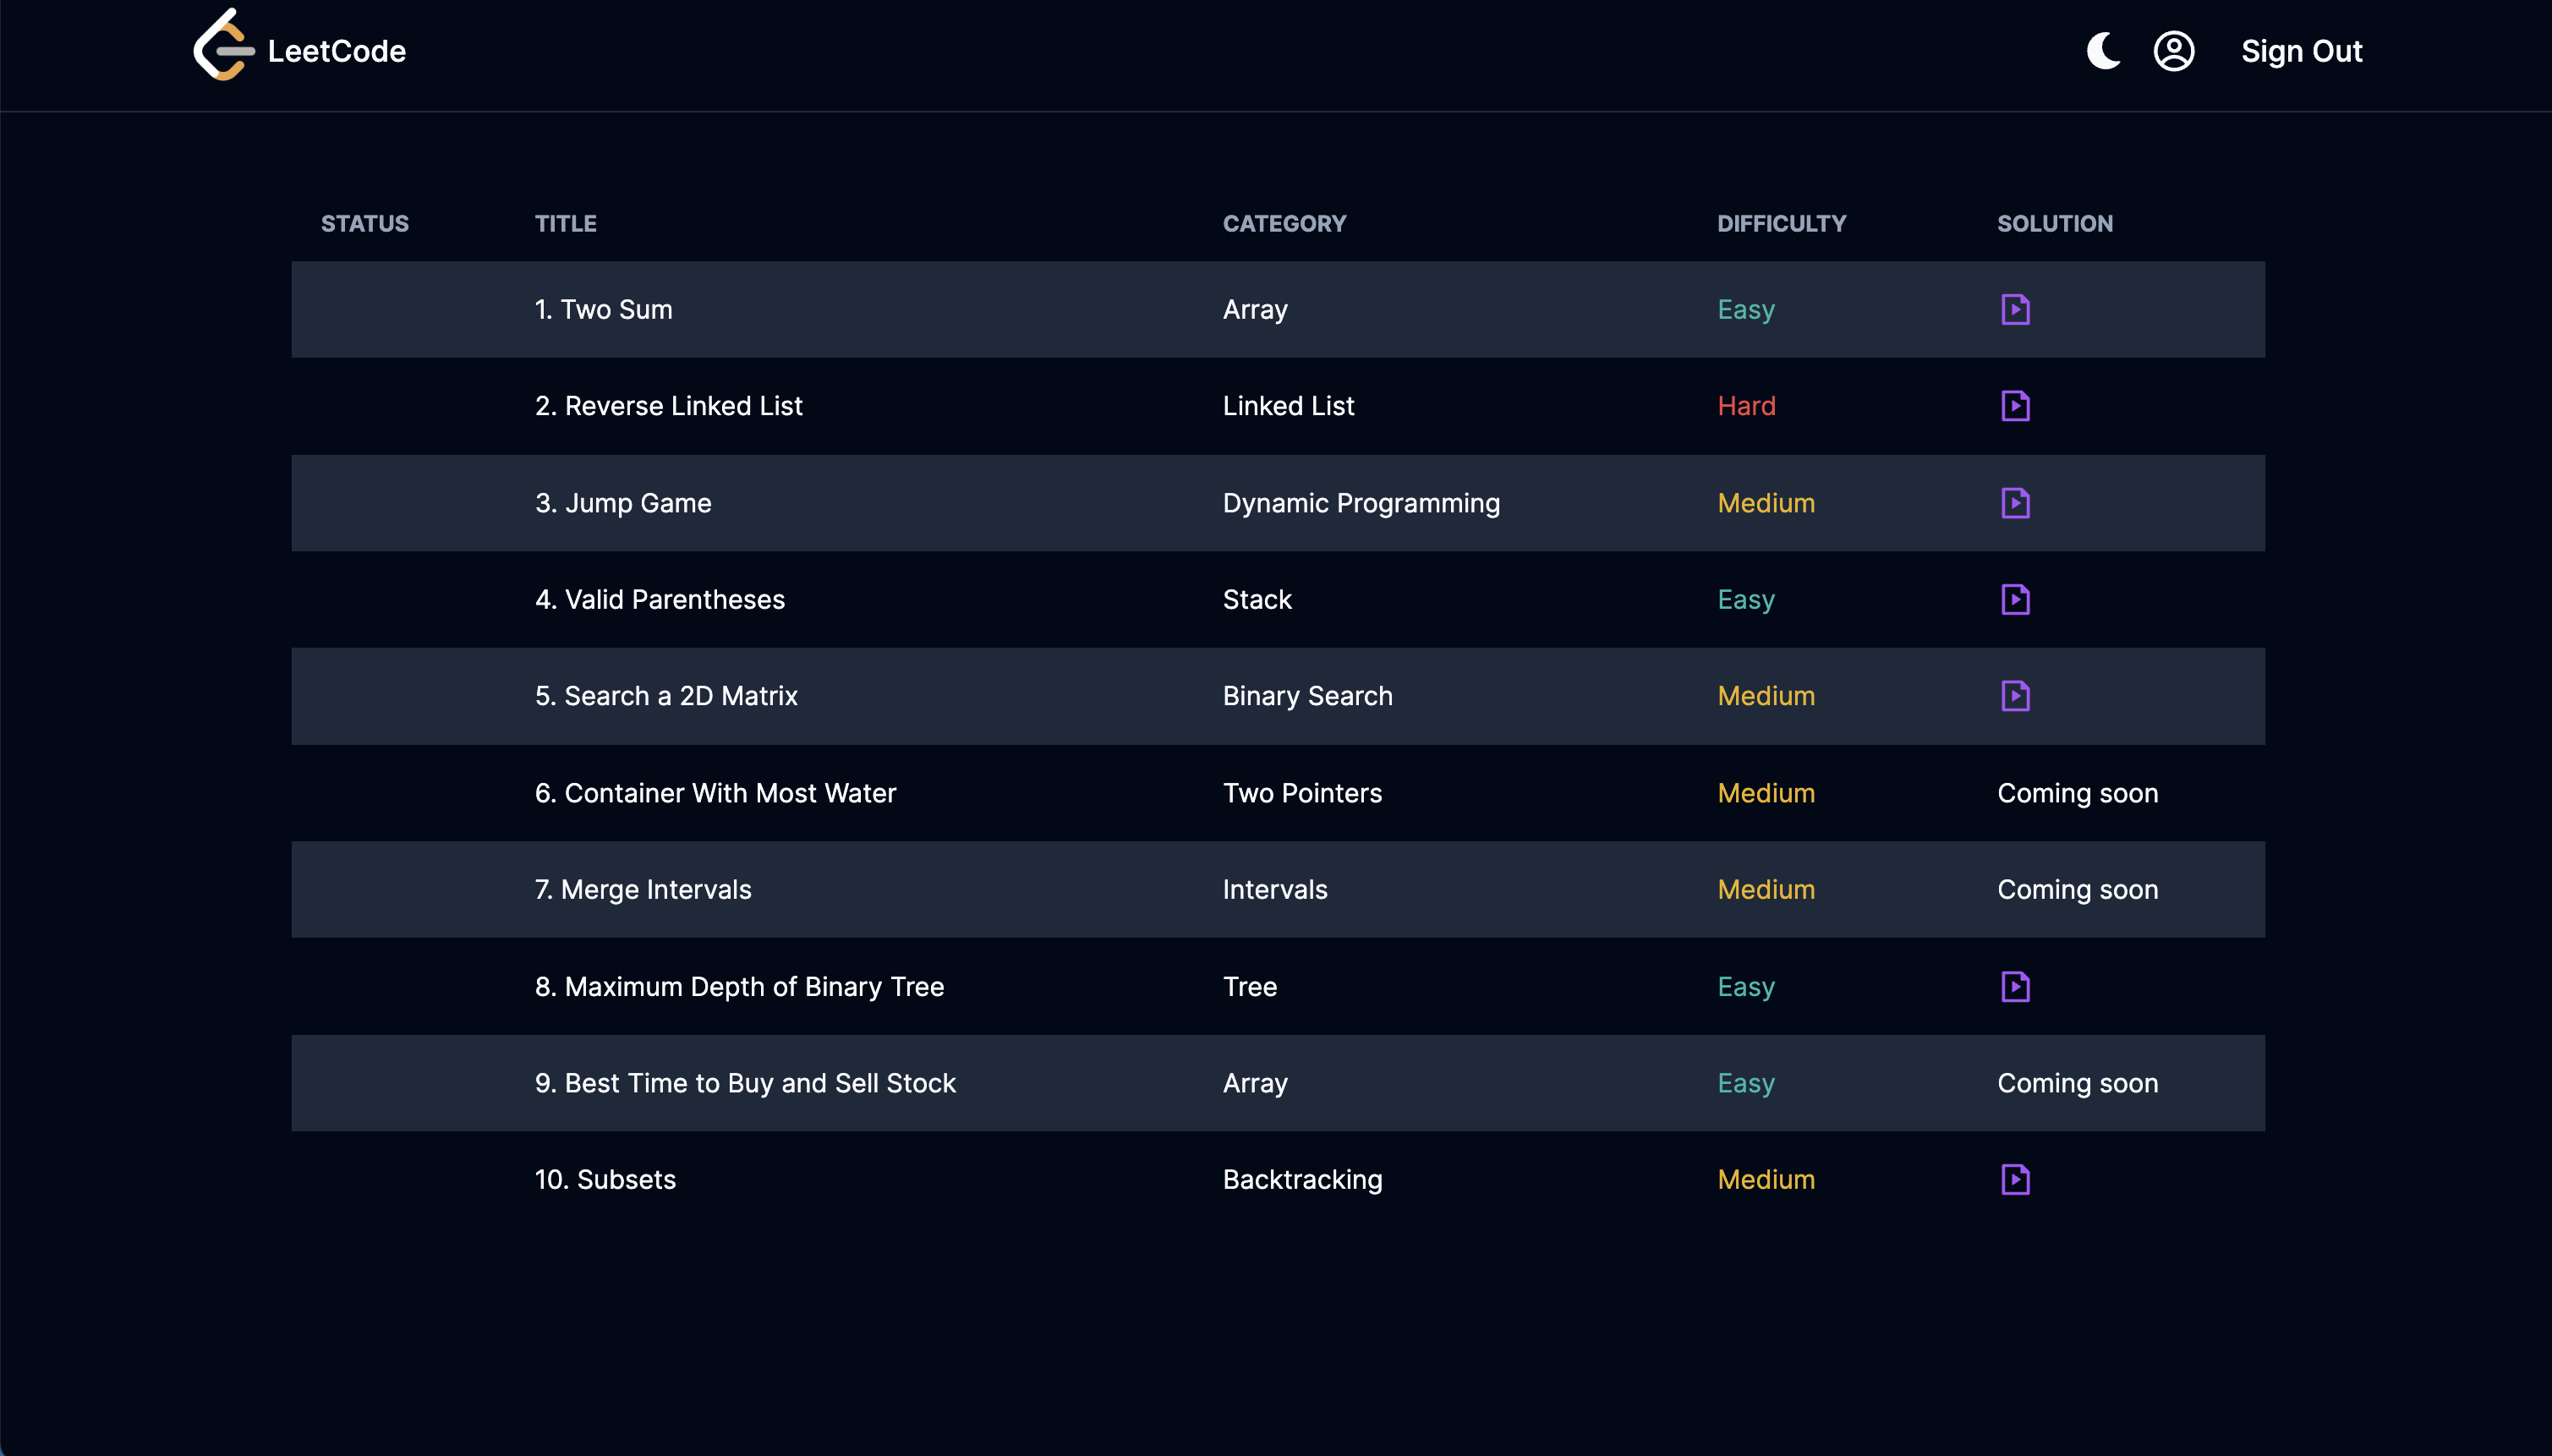 LeetCode Sign Out
STATUS TITLE CATEGORY DIFFICULTY SOLUTION
1. Two Sum Array Easy
2. Reverse Linked List Linked List Hard
3. Jump Game Dynamic Programming Medium
4. Valid Parentheses Stack Easy
5. Search a 2D Matrix Binary Search Medium
6. Container With Most Water Two Pointers Medium Coming soon
7. Merge Intervals Intervals Medium Coming soon
8. Maximum Depth of Binary Tree Tree Easy
9. Best Time to Buy and Sell Stock Array Easy Coming soon
10. Subsets Backtracking Medium